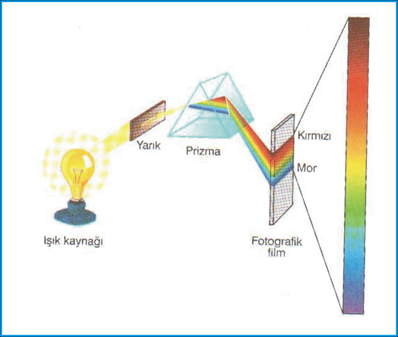 Işık kaynağı
Yarık
Prizma
Kırmızı
Mor
Fotografik
film